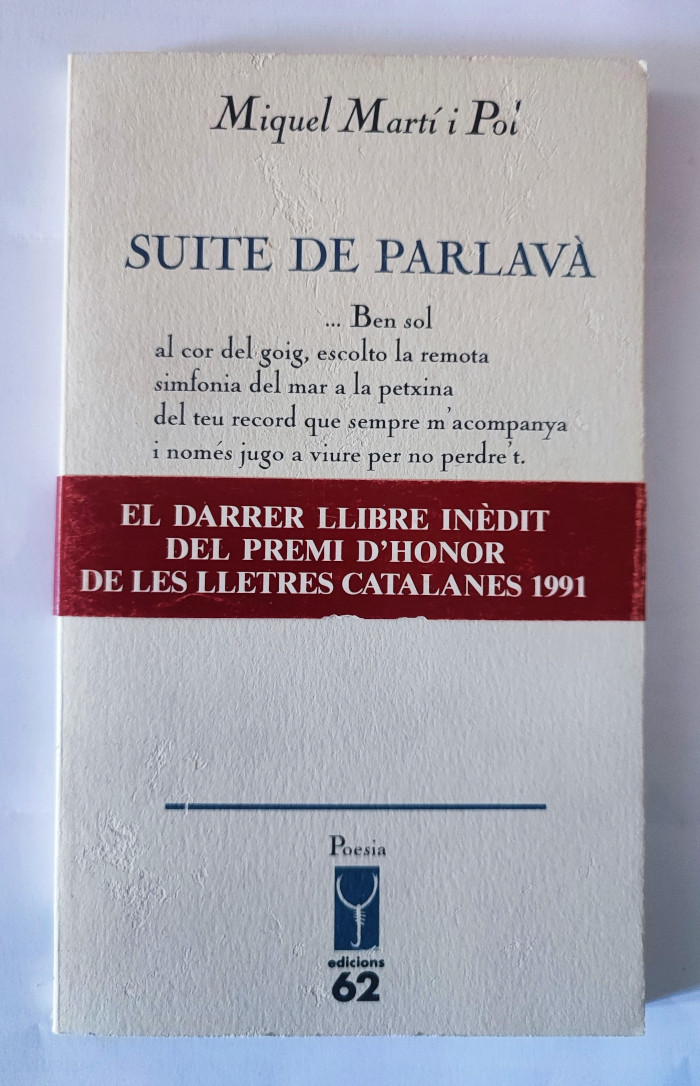 Miquel Martí i Pol
SUITE DE PARLAVÀ
... Ben sol
al cor del goig, escolto la remota
simfonia del mar a la petxina
del teu record que sempre m'acompanya
i només jugo a viure per no perdre't.
EL DARRER LLIBRE INÈDIT
DEL PREMI D'HONOR
DE LES LLETRES CATALANES 1991
Poesia
edicions
62